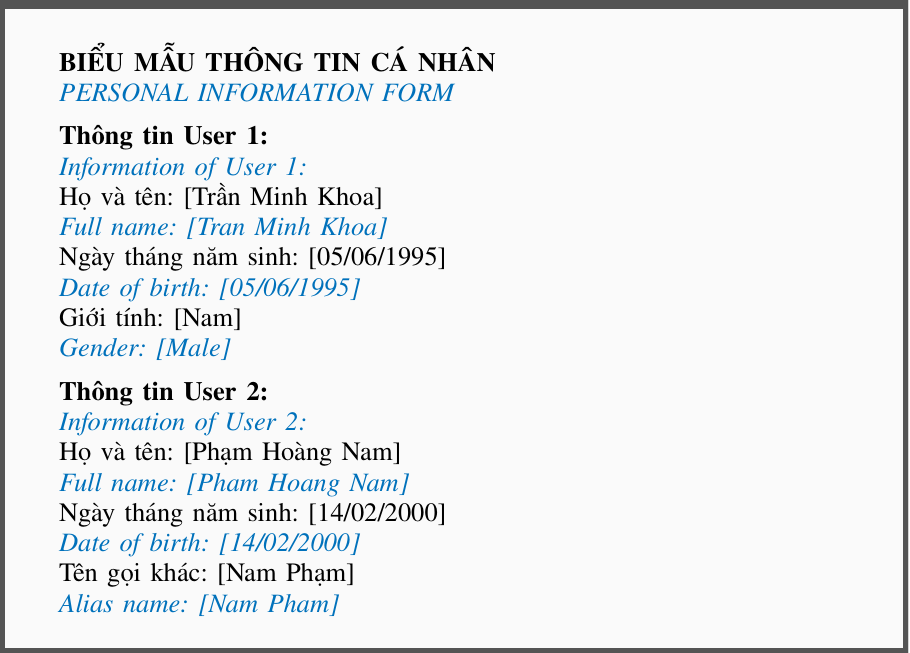 BIỂU MẪU THÔNG TIN CÁ NHÂN
PERSONAL INFORMATION FORM
Thông tin User 1:
Information of User 1:
Họ và tên: [Trần Minh Khoa]
Full name: [Tran Minh Khoa]
Ngày tháng năm sinh: [05/06/1995]
Date of birth: [05/06/1995]
Giới tính: [Nam]
Gender: [Male]
Thông tin User 2:
Information of User 2:
Họ và tên: [Phạm Hoàng Nam]
Full name: [Pham Hoang Nam]
Ngày tháng năm sinh: [14/02/2000]
Date of birth: [14/02/2000]
Tên gọi khác: [Nam Phạm]
Alias name: [Nam Pham]